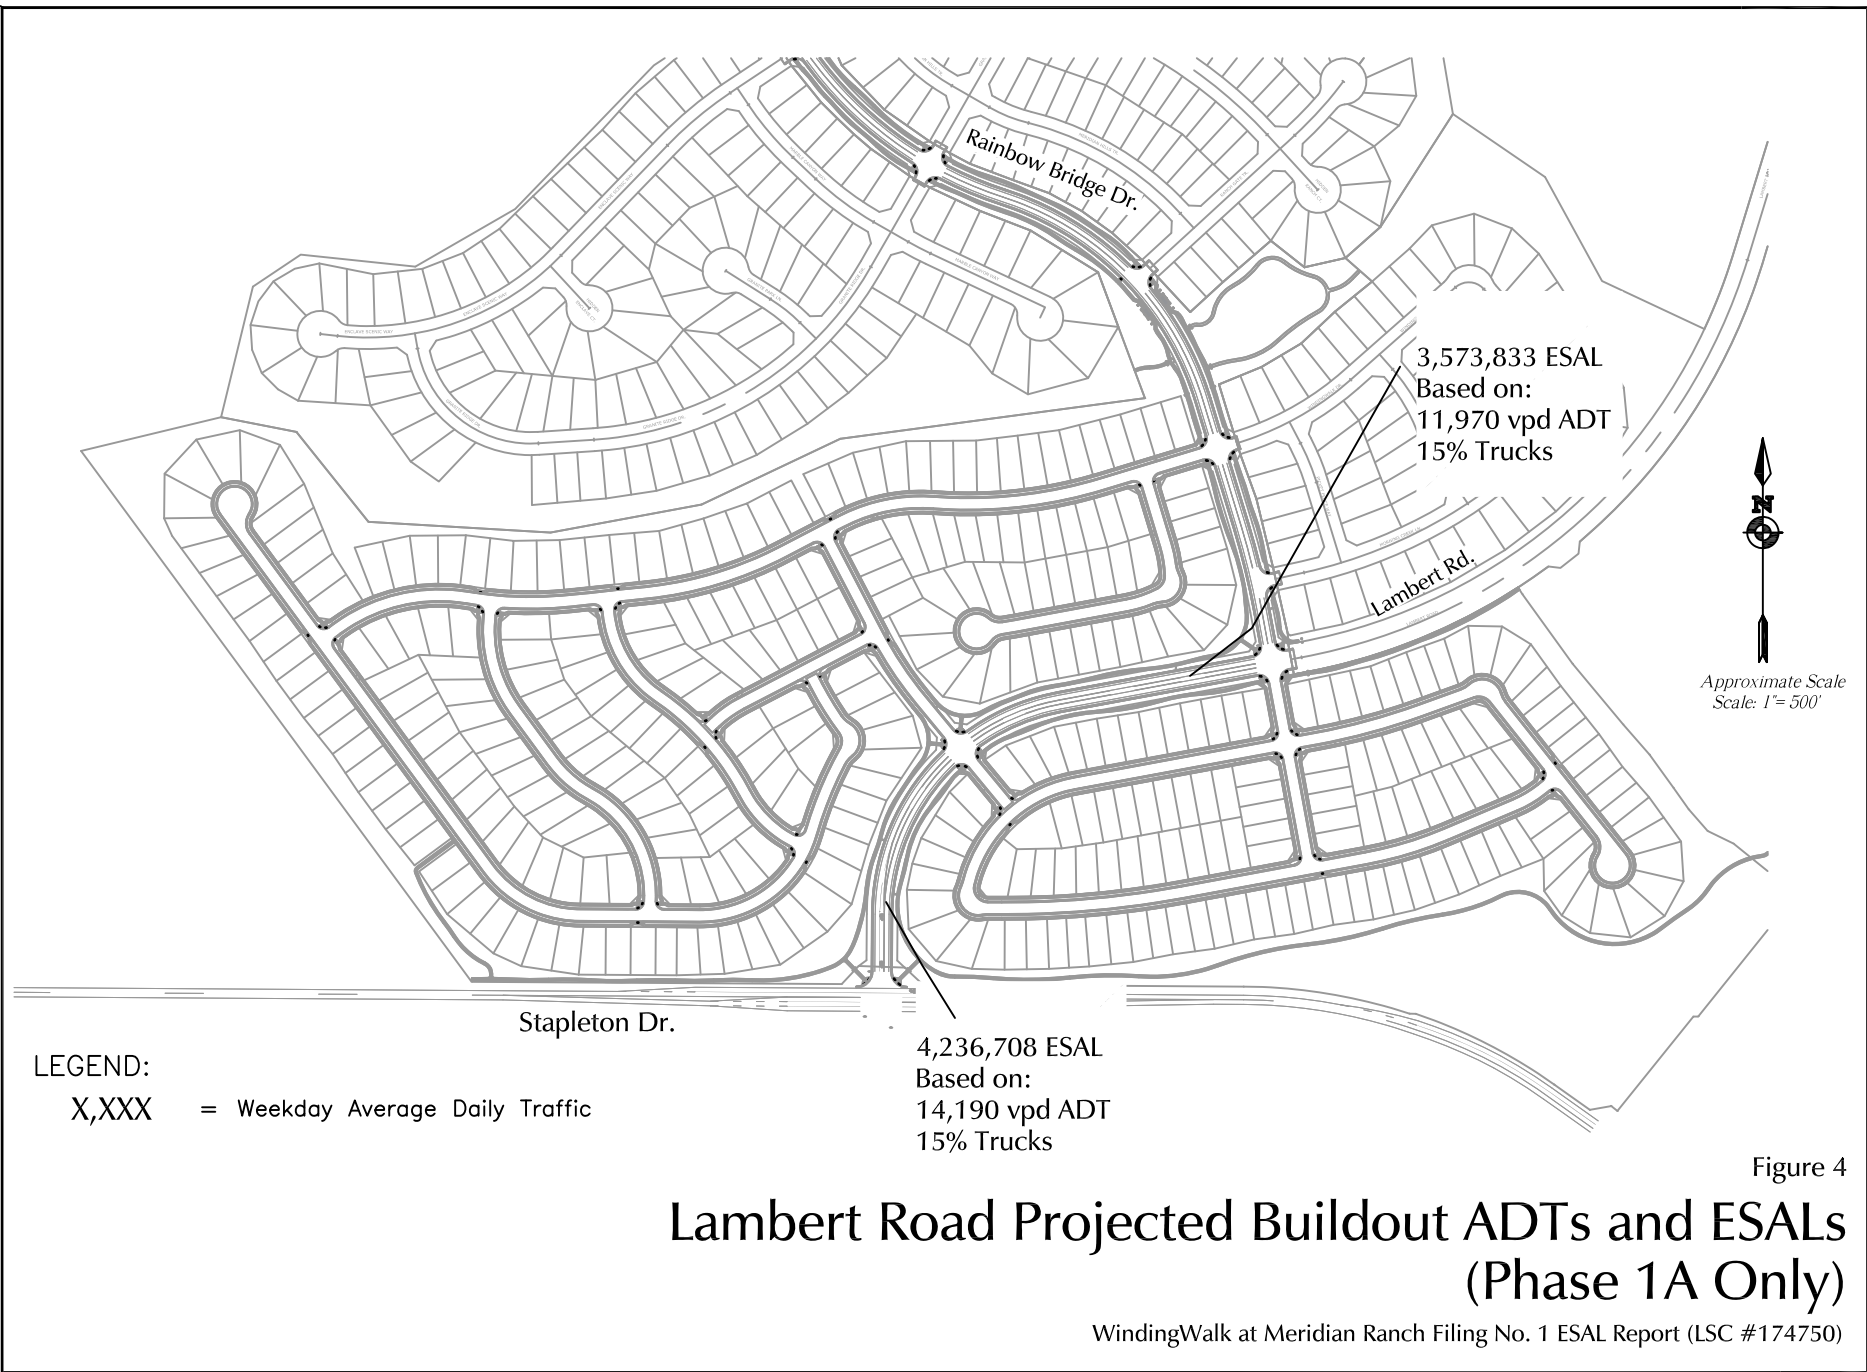 Rainbow Bridge Dr.
3,573,833 ESAL
Based on:
11,970 vpd ADT
15% Trucks
N
Lambert Rd.
Approximate Scale
Scale: 1"= 500'
Stapleton Dr.
4,236,708 ESAL
Based on:
14,190 vpd ADT
15% Trucks
LEGEND:
X,XXX = Weekday Average Daily Traffic
Figure 4
Lambert Road Projected Buildout ADTs and ESALs
(Phase 1A Only)
WindingWalk at Meridian Ranch Filing No. 1 ESAL Report (LSC #174750)